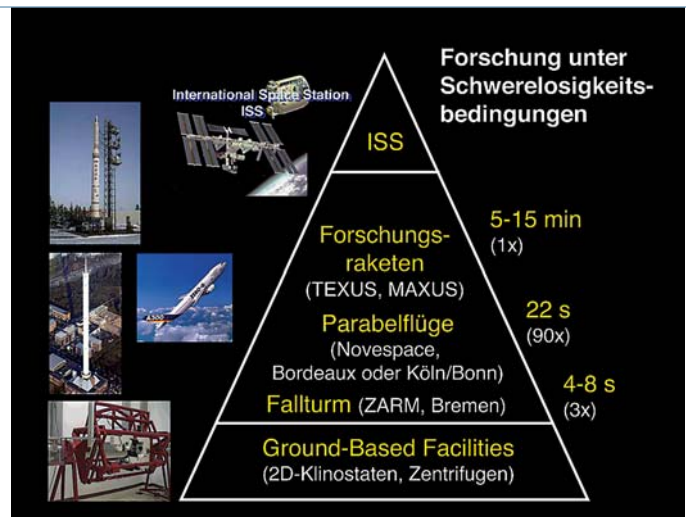 Forschung unter
Schwerelosigkeits-
bedingungen
International Space Station
ISS
ISS
5-15 min
(1x)
Forschungs-
raketen
(TEXUS, MAXUS)
22 s
(90x)
Parabelflüge
(Novespace,
Bordeaux oder Köln/Bonn)
4-8 s
(3x)
Fallturm (ZARM, Bremen)
Ground-Based Facilities
(2D-Klinostaten, Zentrifugen)